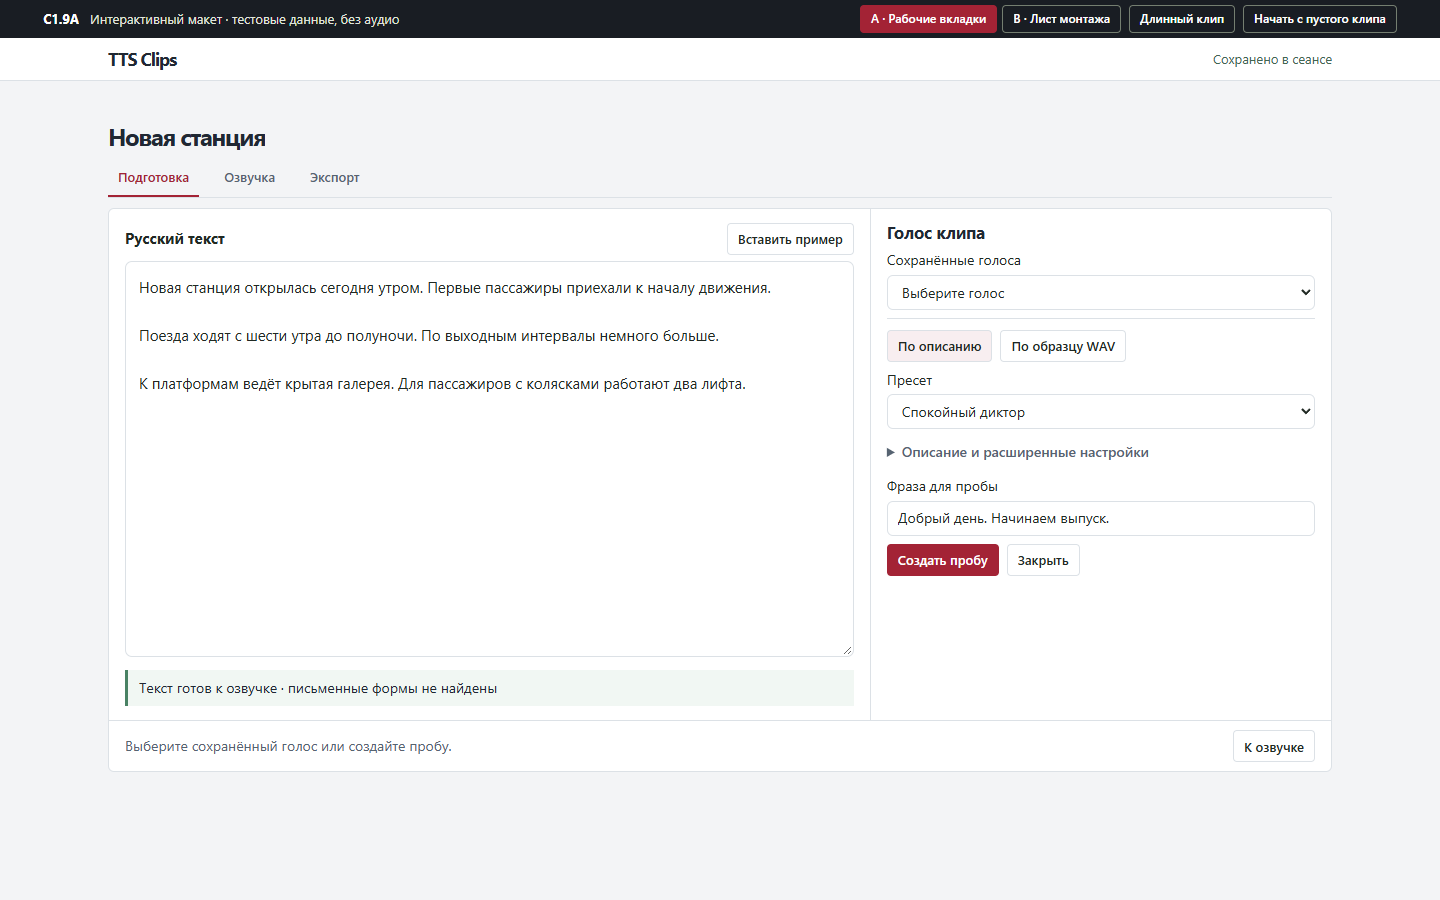 C1.9A Интерактивный макет · тестовые данные, без аудио
А · Рабочие вкладки
В · Лист монтажа
Длинный клип
Начать с пустого клипа
TTS Clips
Сохранено в сеансе
Новая станция
Подготовка
Озвучка
Экспорт
Русский текст
Вставить пример
Новая станция открылась сегодня утром. Первые пассажиры приехали к началу движения.
Поезда ходят с шести утра до полуночи. По выходным интервалы немного больше.
К платформам ведёт крытая галерея. Для пассажиров с колясками работают два лифта.
Текст готов к озвучке · письменные формы не найдены
Голос клипа
Сохранённые голоса
Выберите голос
По описанию
По образцу WAV
Пресет
Спокойный диктор
Описание и расширенные настройки
Фраза для пробы
Добрый день. Начинаем выпуск.
Создать пробу
Закрыть
Выберите сохранённый голос или создайте пробу.
К озвучке